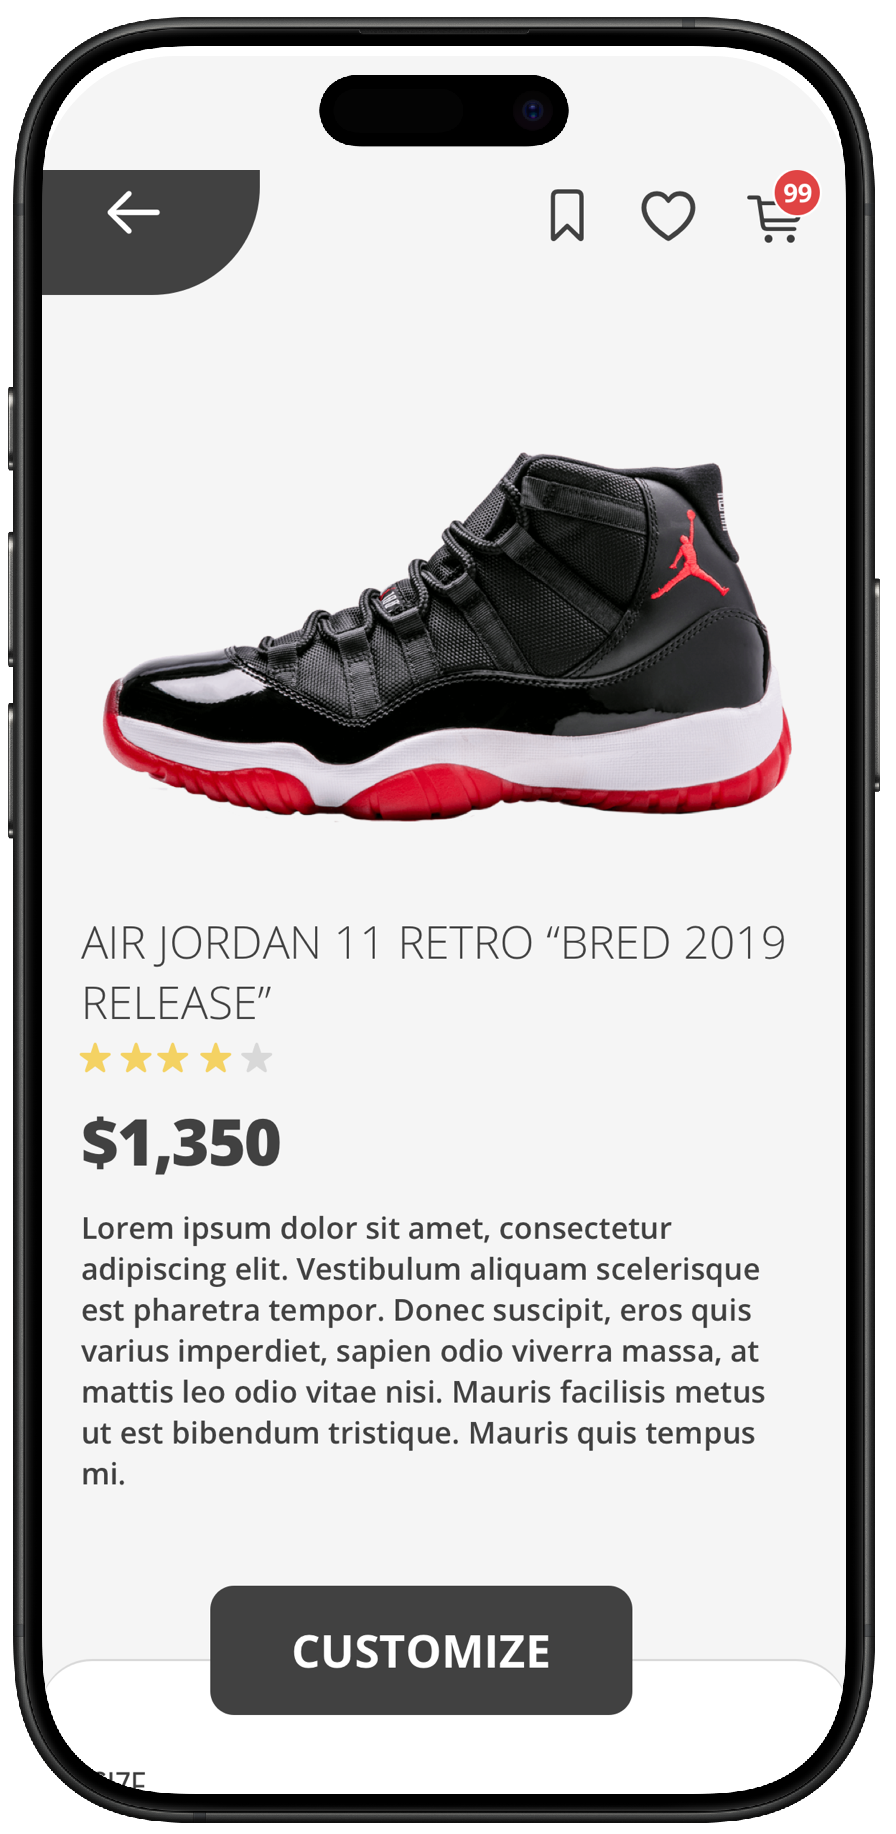 99
AIR JORDAN 11 RETRO “BRED 2019
RELEASE”
$1,350
Lorem ipsum dolor sit amet, consectetur
adipiscing elit. Vestibulum aliquam scelerisque
est pharetra tempor. Donec suscipit, eros quis
varius imperdiet, sapien odio viverra massa, at
mattis leo odio vitae nisi. Mauris facilisis metus
ut est bibendum tristique. Mauris quis tempus
mi.
CUSTOMIZE
SIZE